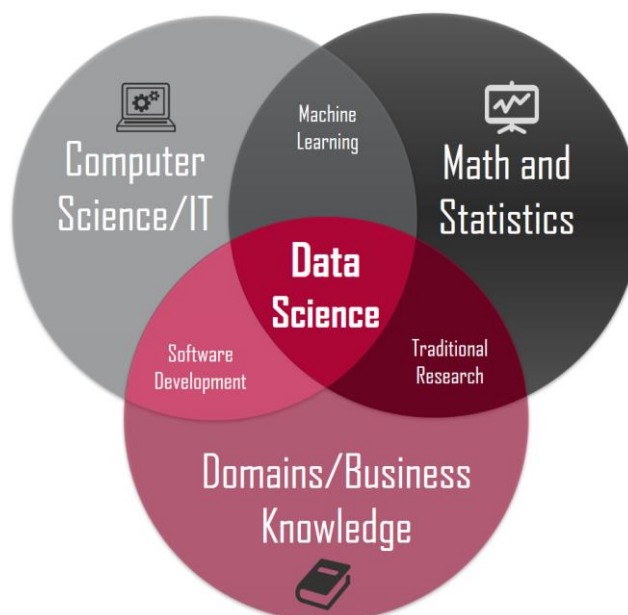 Machine
Learning
Computer
Science/IT
Math and
Statistics
Data
Science
Software
Development
Traditional
Research
Domains/Business
Knowledge